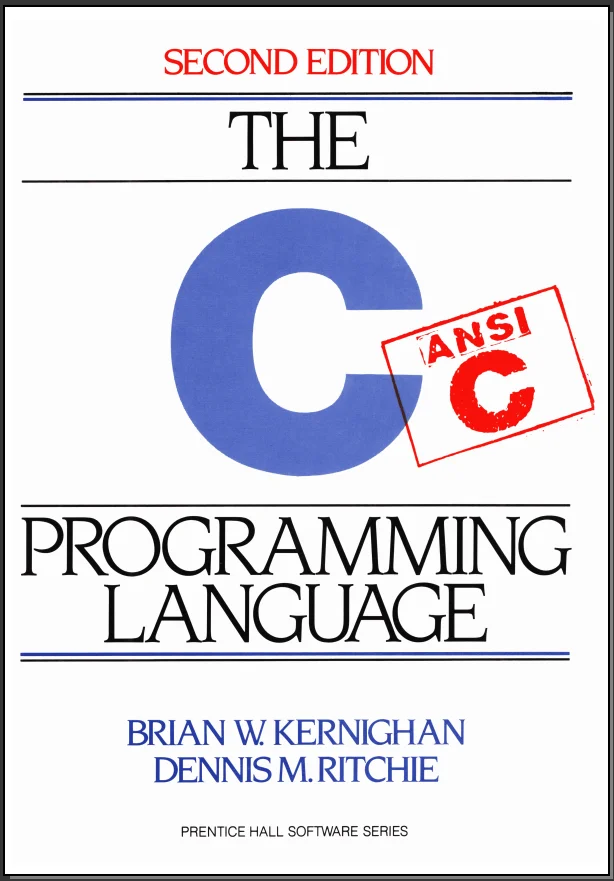 SECOND EDITION
THE
C
ANSI
C
PROGRAMMING
LANGUAGE
BRIAN W. KERNIGHAN
DENNIS M. RITCHIE
PRENTICE HALL SOFTWARE SERIES